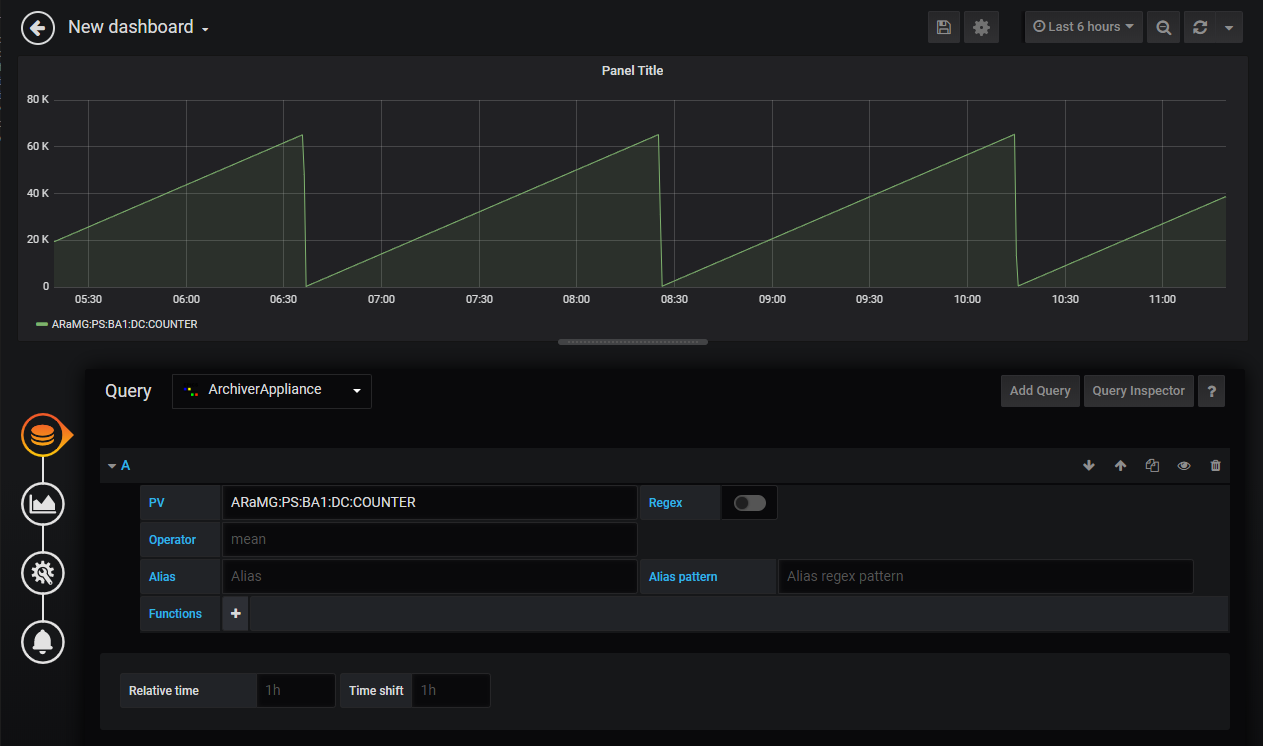 New dashboard
Last 6 hours
Panel Title
80 K
60 K
40 K
20 K
0
05:30 06:00 06:30 07:00 07:30 08:00 08:30 09:00 09:30 10:00 10:30 11:00
ARaMG:PS:BA1:DC:COUNTER
Query ArchiverAppliance Add Query Query Inspector ?
A
PV ARaMG:PS:BA1:DC:COUNTER Regex
Operator mean
Alias Alias Alias pattern Alias regex pattern
Functions +
Relative time 1h Time shift 1h